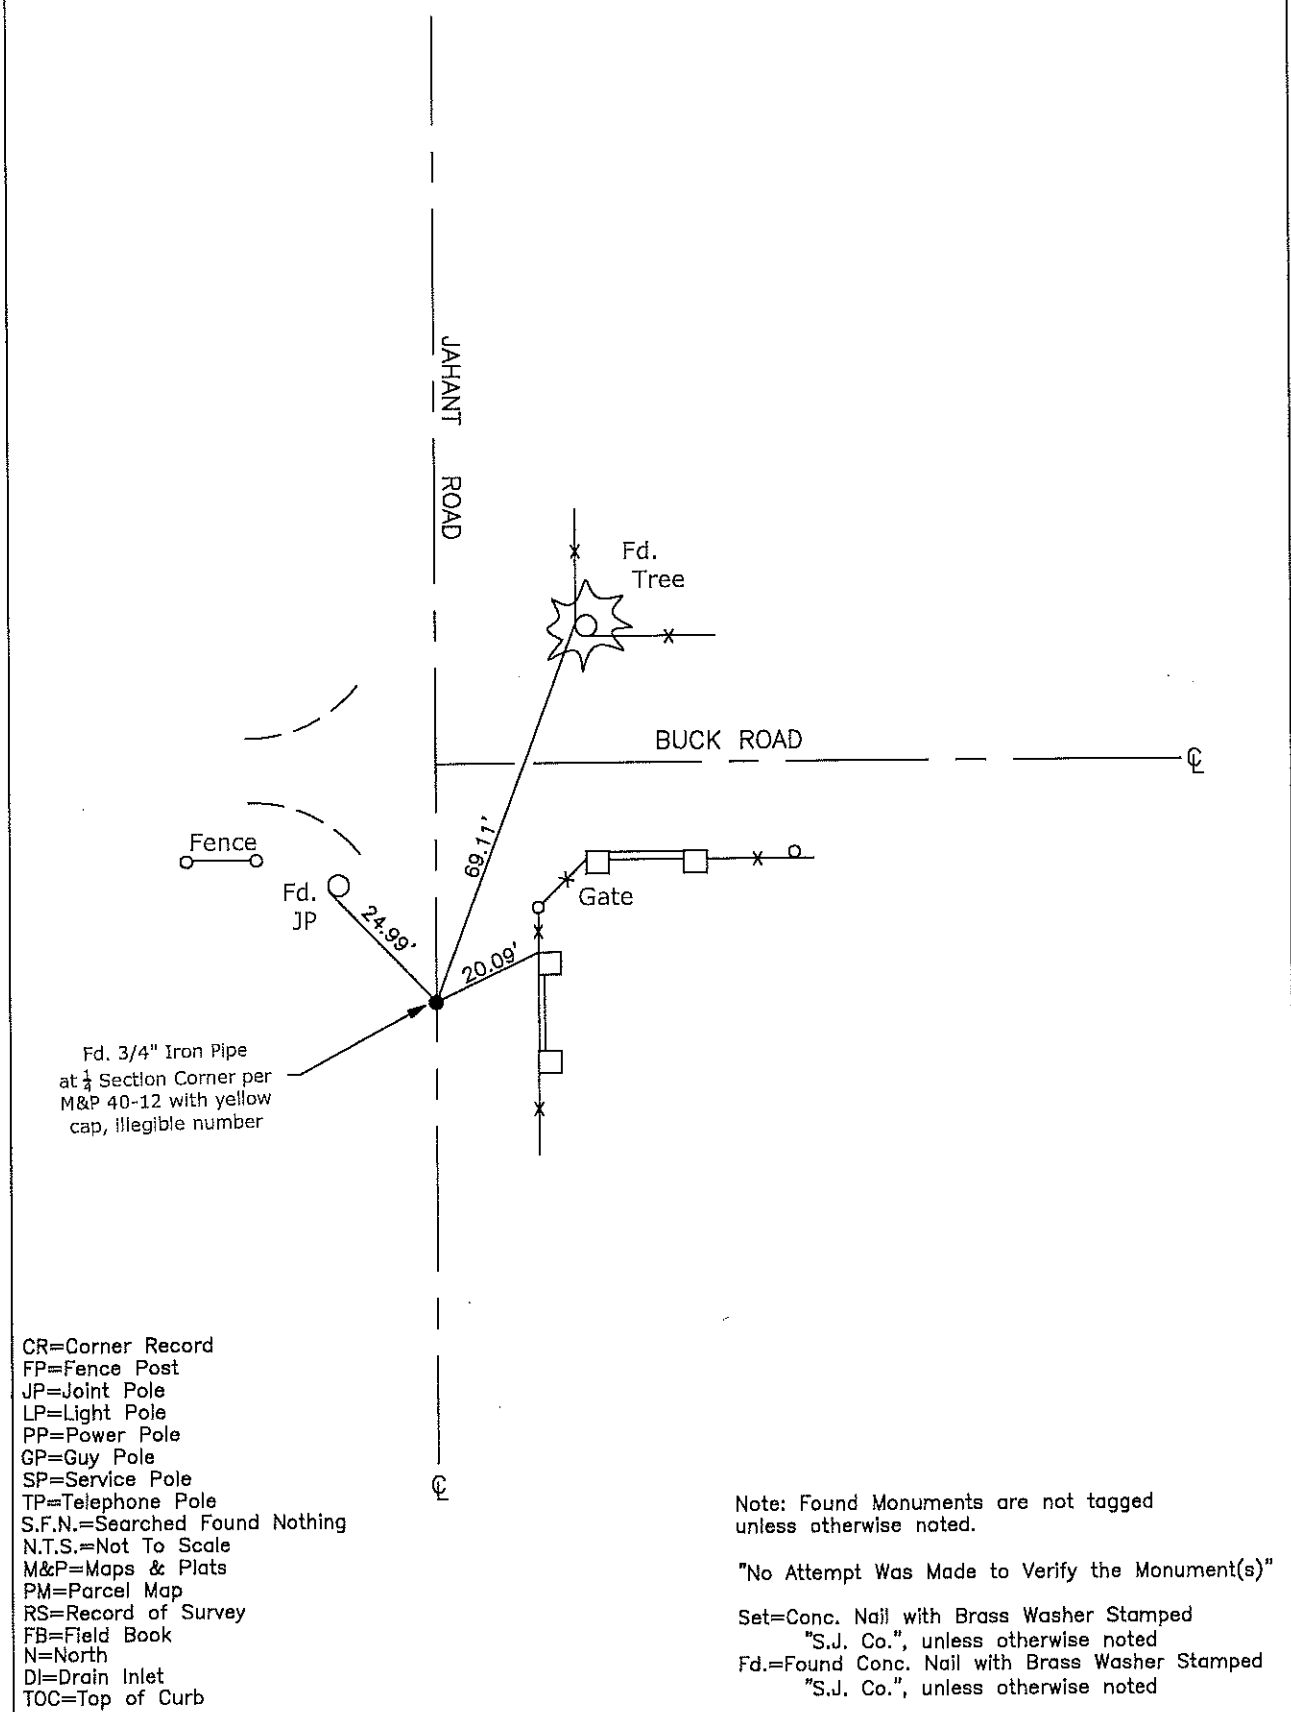 JAHANT ROAD
Fd.
Tree
BUCK ROAD
℄
69.11'
Fence
Fd.
JP
24.99'
Gate
20.09'
Fd. 3/4" Iron Pipe
at 1/4 Section Corner per
M&P 40-12 with yellow
cap, illegible number
℄
CR=Corner Record
FP=Fence Post
JP=Joint Pole
LP=Light Pole
PP=Power Pole
GP=Guy Pole
SP=Service Pole
TP=Telephone Pole
S.F.N.=Searched Found Nothing
N.T.S.=Not To Scale
M&P=Maps & Plats
PM=Parcel Map
RS=Record of Survey
FB=Field Book
N=North
DI=Drain Inlet
TOC=Top of Curb
Note: Found Monuments are not tagged
unless otherwise noted.
"No Attempt Was Made to Verify the Monument(s)"
Set=Conc. Nail with Brass Washer Stamped
"S.J. Co.", unless otherwise noted
Fd.=Found Conc. Nail with Brass Washer Stamped
"S.J. Co.", unless otherwise noted